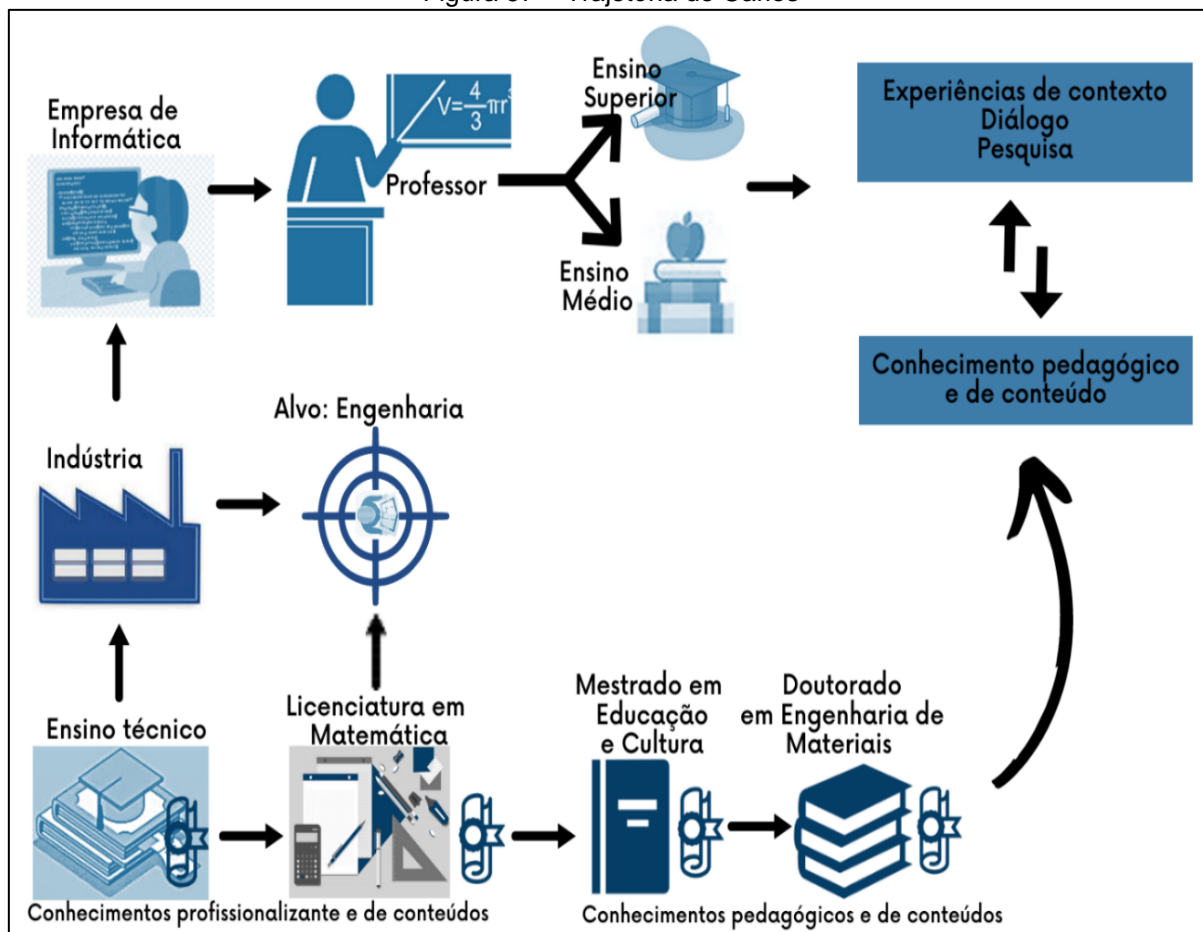 Empresa de
Informática
V=4/3 πr³
Professor
Ensino
Superior
Ensino
Médio
Experiências de contexto
Diálogo
Pesquisa
Conhecimento pedagógico
e de conteúdo
Alvo: Engenharia
Indústria
Ensino técnico
Licenciatura em
Matemática
Mestrado em
Educação
e Cultura
Doutorado
em Engenharia de
Materiais
Conhecimentos profissionalizante e de conteúdos
Conhecimentos pedagógicos e de conteúdos